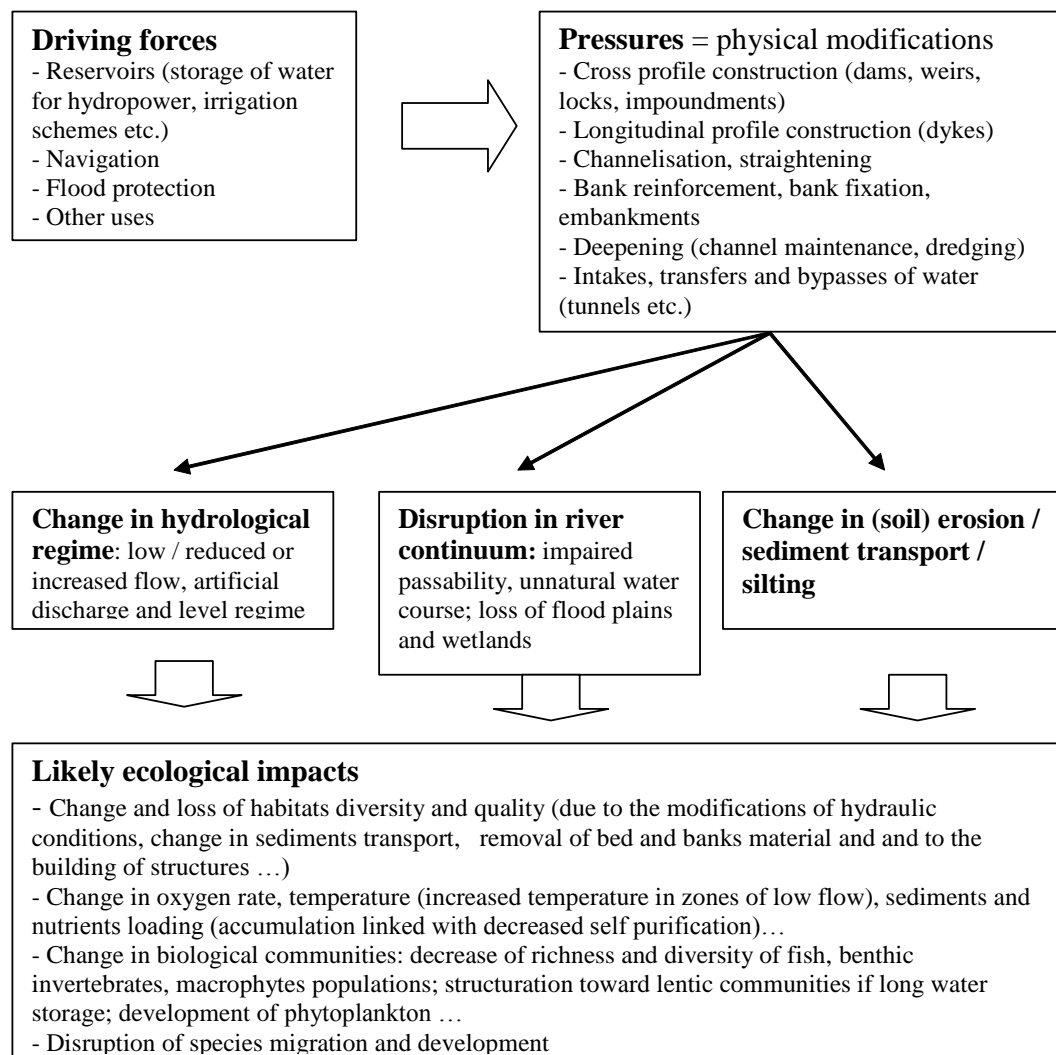 Driving forces
- Reservoirs (storage of water
for hydropower, irrigation
schemes etc.)
- Navigation
- Flood protection
- Other uses
Pressures = physical modifications
- Cross profile construction (dams, weirs,
locks, impoundments)
- Longitudinal profile construction (dykes)
- Channelisation, straightening
- Bank reinforcement, bank fixation,
embankments
- Deepening (channel maintenance, dredging)
- Intakes, transfers and bypasses of water
(tunnels etc.)
Change in hydrological
regime: low / reduced or
increased flow, artificial
discharge and level regime
Disruption in river
continuum: impaired
passability, unnatural water
course; loss of flood plains
and wetlands
Change in (soil) erosion /
sediment transport /
silting
Likely ecological impacts
- Change and loss of habitats diversity and quality (due to the modifications of hydraulic
conditions, change in sediments transport, removal of bed and banks material and and to the
building of structures …)
- Change in oxygen rate, temperature (increased temperature in zones of low flow), sediments and
nutrients loading (accumulation linked with decreased self purification)…
- Change in biological communities: decrease of richness and diversity of fish, benthic
invertebrates, macrophytes populations; structuration toward lentic communities if long water
storage; development of phytoplankton …
- Disruption of species migration and development